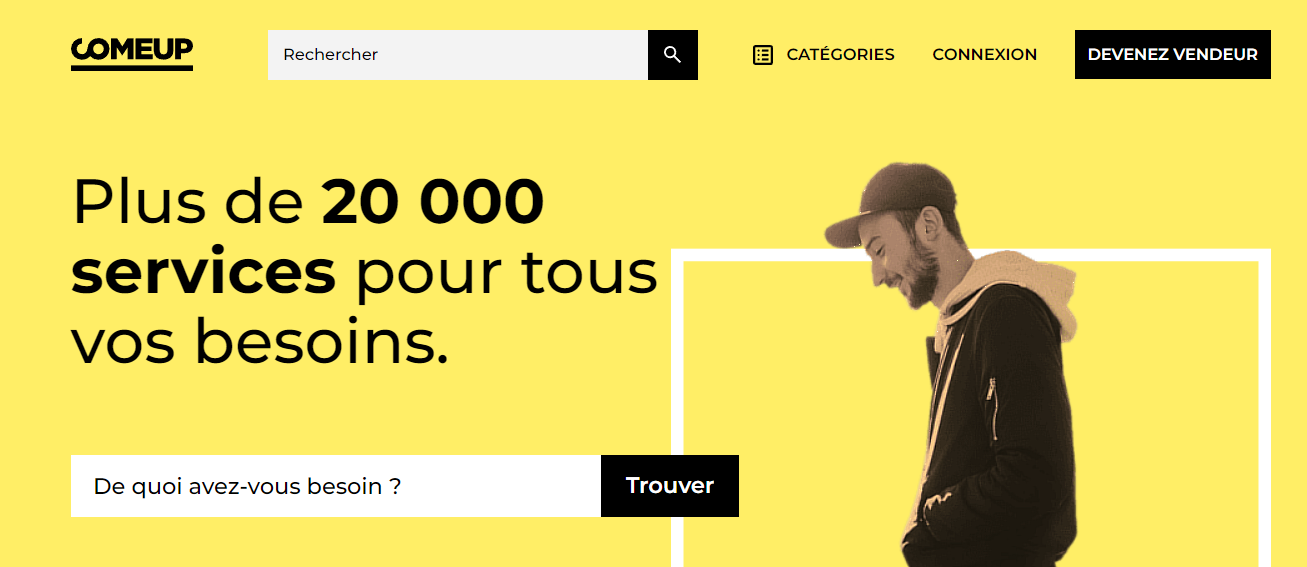 COMEUP
Rechercher
CATÉGORIES
CONNEXION
DEVENEZ VENDEUR
Plus de 20 000
services pour tous
vos besoins.
De quoi avez-vous besoin ?
Trouver